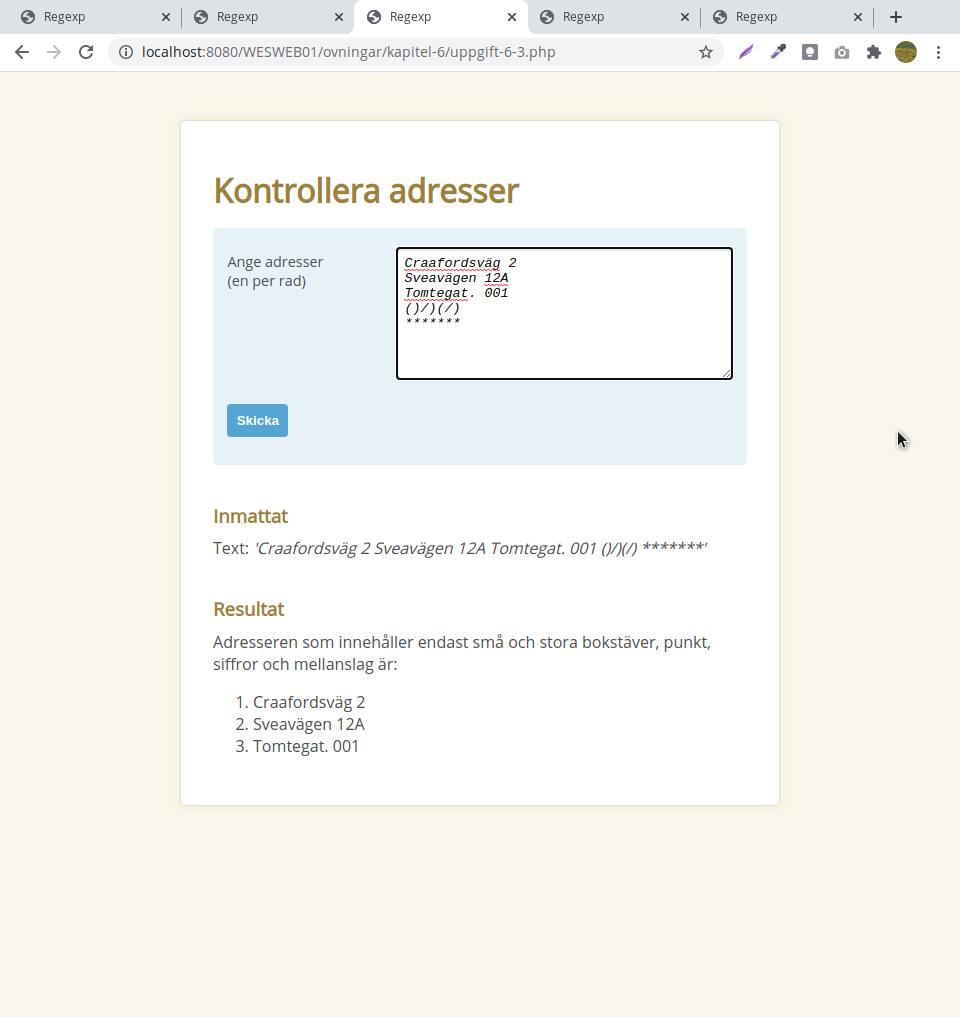 Regexp
Regexp
Regexp
Regexp
Regexp
localhost:8080/WESWEB01/ovningar/kapitel-6/uppgift-6-3.php
Kontrollera adresser
Ange adresser
(en per rad)
Craafordsväg 2
Sveavägen 12A
Tomtegat. 001
()/)(/)
*******
Skicka
Inmattat
Text: 'Craafordsväg 2 Sveavägen 12A Tomtegat. 001 ()/)(/) *******'
Resultat
Adresseren som innehåller endast små och stora bokstäver, punkt,
siffror och mellanslag är:
1. Craafordsväg 2
2. Sveavägen 12A
3. Tomtegat. 001